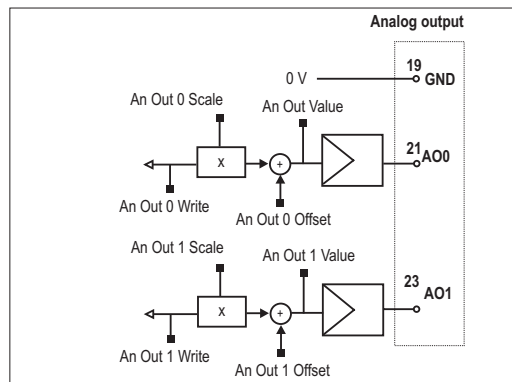 Analog output
19
0 V
GND
An Out 0 Scale
An Out Value
21
AO0
x
+
An Out 0 Write
An Out 0 Offset
An Out 1 Scale
An Out 1 Value
23
AO1
x
+
An Out 1 Write
An Out 1 Offset